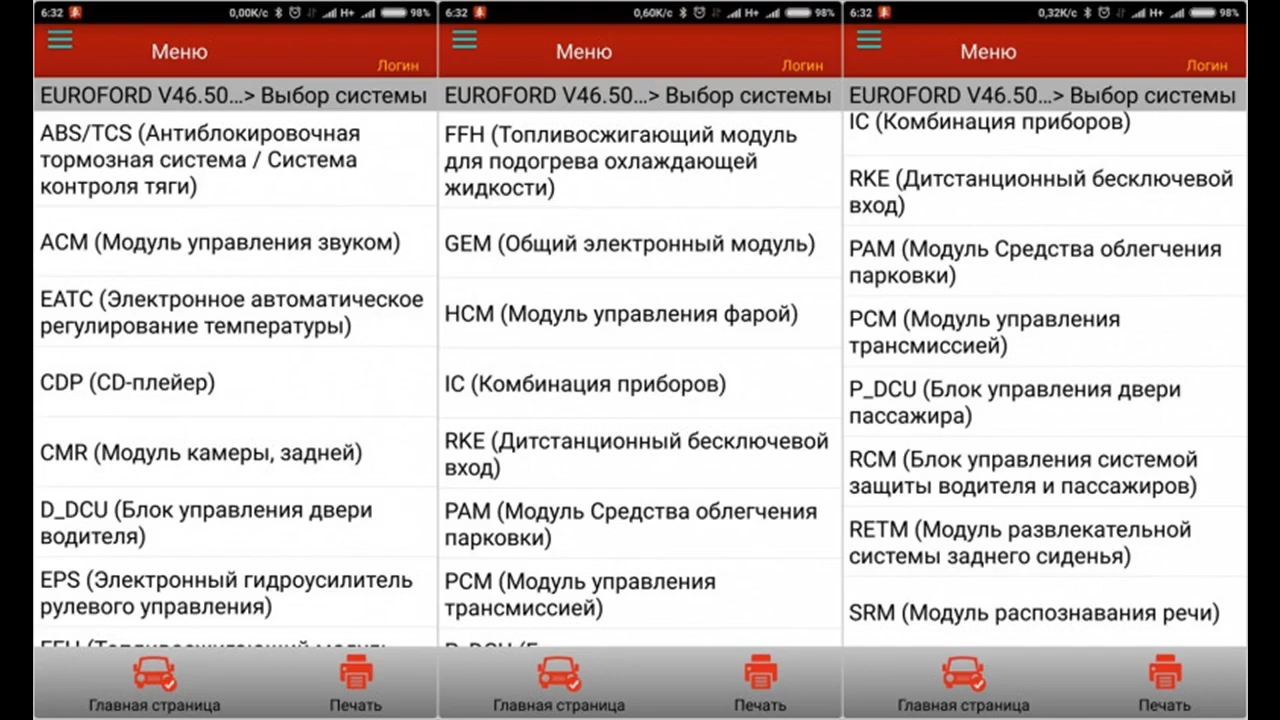 6:32
0,00K/c
H+
98%
Меню
Логин
EUROFORD V46.50...> Выбор системы
ABS/TCS (Антиблокировочная
тормозная система / Система
контроля тяги)
ACM (Модуль управления звуком)
EATC (Электронное автоматическое
регулирование температуры)
CDP (CD-плейер)
CMR (Модуль камеры, задней)
D_DCU (Блок управления двери
водителя)
EPS (Электронный гидроусилитель
рулевого управления)
FFH (Топливосжигающий модуль
Главная страница
Печать
6:32
0,60K/c
H+
98%
Меню
Логин
EUROFORD V46.50...> Выбор системы
FFH (Топливосжигающий модуль
для подогрева охлаждающей
жидкости)
GEM (Общий электронный модуль)
HCM (Модуль управления фарой)
IC (Комбинация приборов)
RKE (Дитстанционный бесключевой
вход)
PAM (Модуль Средства облегчения
парковки)
PCM (Модуль управления
трансмиссией)
Главная страница
Печать
6:32
0,32K/c
H+
98%
Меню
Логин
EUROFORD V46.50...> Выбор системы
IC (Комбинация приборов)
RKE (Дитстанционный бесключевой
вход)
PAM (Модуль Средства облегчения
парковки)
PCM (Модуль управления
трансмиссией)
P_DCU (Блок управления двери
пассажира)
RCM (Блок управления системой
защиты водителя и пассажиров)
RETM (Модуль развлекательной
системы заднего сиденья)
SRM (Модуль распознавания речи)
Главная страница
Печать